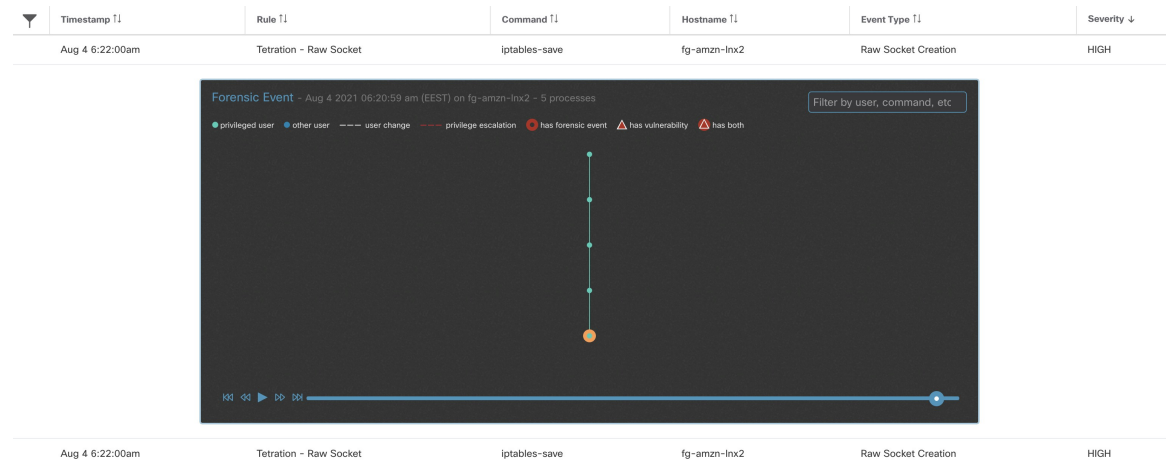 Timestamp ↑↓ Rule ↑↓ Command ↑↓ Hostname ↑↓ Event Type ↑↓ Severity ↓
Aug 4 6:22:00am Tetration - Raw Socket iptables-save fg-amzn-lnx2 Raw Socket Creation HIGH
Forensic Event - Aug 4 2021 06:20:59 am (EEST) on fg-amzn-lnx2 - 5 processes Filter by user, command, etc
privileged user other user user change privilege escalation has forensic event has vulnerability has both
Aug 4 6:22:00am Tetration - Raw Socket iptables-save fg-amzn-lnx2 Raw Socket Creation HIGH